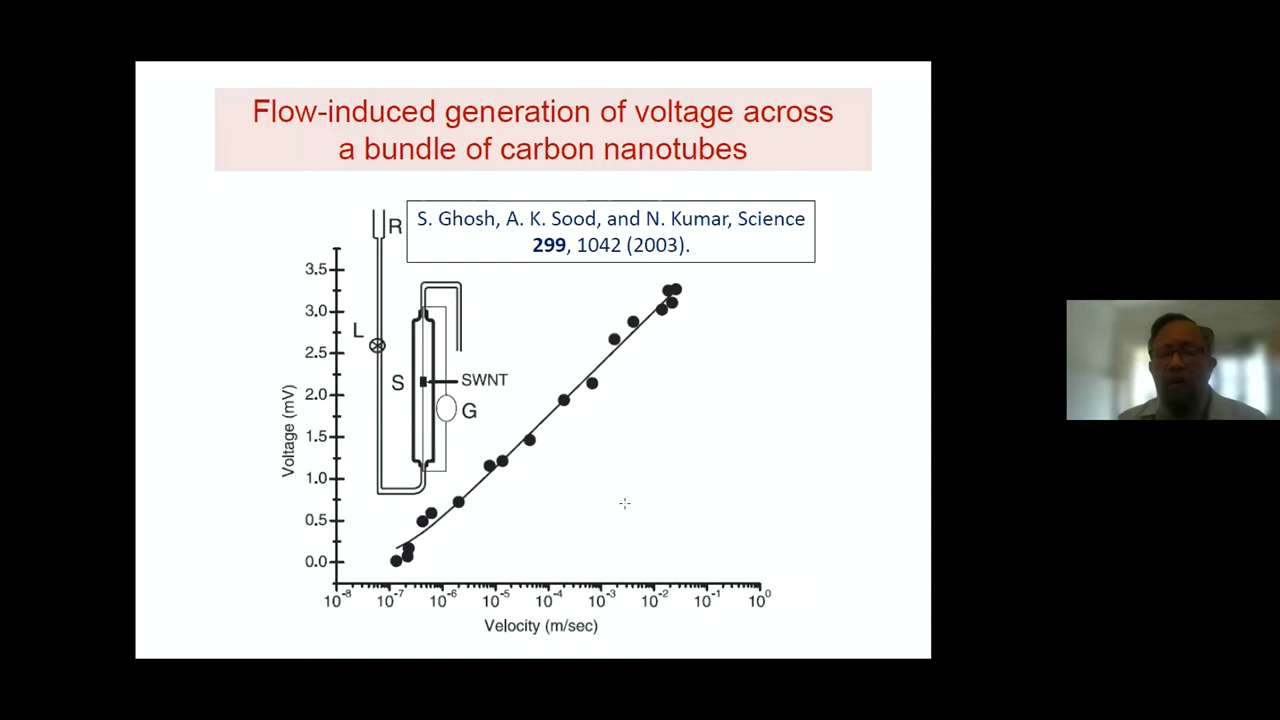 Flow-induced generation of voltage across
a bundle of carbon nanotubes
S. Ghosh, A. K. Sood, and N. Kumar, Science
299, 1042 (2003).
R
L
S
SWNT
G
Voltage (mV)
3.5
3.0
2.5
2.0
1.5
1.0
0.5
0.0
10⁻⁸ 10⁻⁷ 10⁻⁶ 10⁻⁵ 10⁻⁴ 10⁻³ 10⁻² 10⁻¹ 10⁰
Velocity (m/sec)